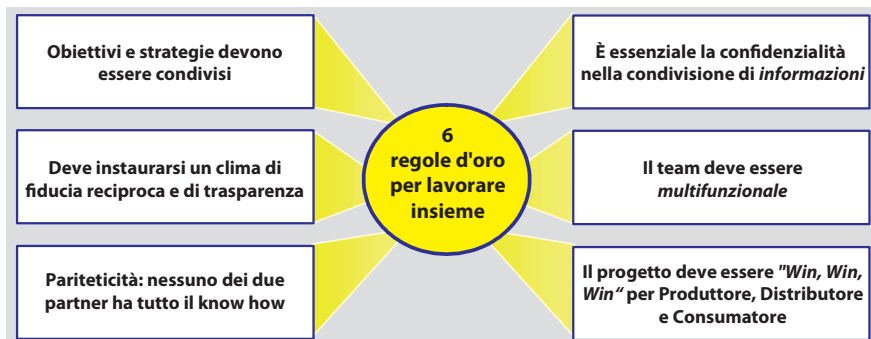 Obiettivi e strategie devono
essere condivisi
Deve instaurarsi un clima di
fiducia reciproca e di trasparenza
Pariteticità: nessuno dei due
partner ha tutto il know how
6
regole d'oro
per lavorare
insieme
È essenziale la confidenzialità
nella condivisione di informazioni
Il team deve essere
multifunzionale
Il progetto deve essere "Win, Win,
Win“ per Produttore, Distributore
e Consumatore